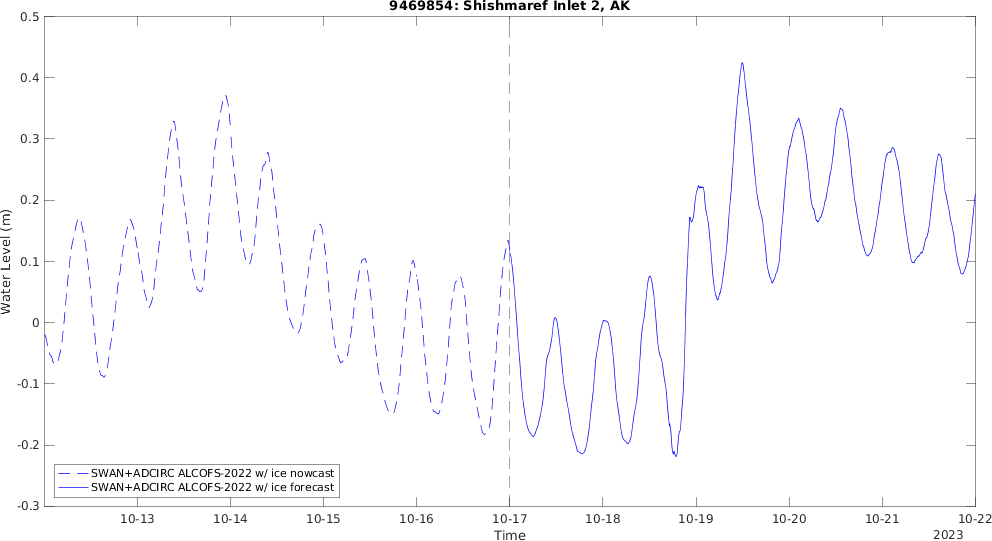 9469854: Shishmaref Inlet 2, AK
0.5
0.4
0.3
0.2
0.1
0
-0.1
-0.2
-0.3
Water Level (m)
SWAN+ADCIRC ALCOFS-2022 w/ ice nowcast
SWAN+ADCIRC ALCOFS-2022 w/ ice forecast
10-13 10-14 10-15 10-16 10-17 10-18 10-19 10-20 10-21 10-22
Time
2023